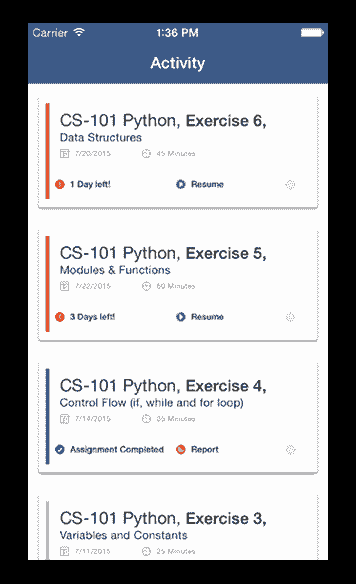 Carrier 1:36 PM
Activity
CS-101 Python, Exercise 6,
Data Structures
7/20/2015 45 Minutes
1 Day left! Resume
CS-101 Python, Exercise 5,
Modules & Functions
7/22/2015 50 Minutes
3 Days left! Resume
CS-101 Python, Exercise 4,
Control Flow (if, while and for loop)
7/14/2015 35 Minutes
Assignment Completed Report
CS-101 Python, Exercise 3,
Variables and Constants
7/11/2015 25 Minutes